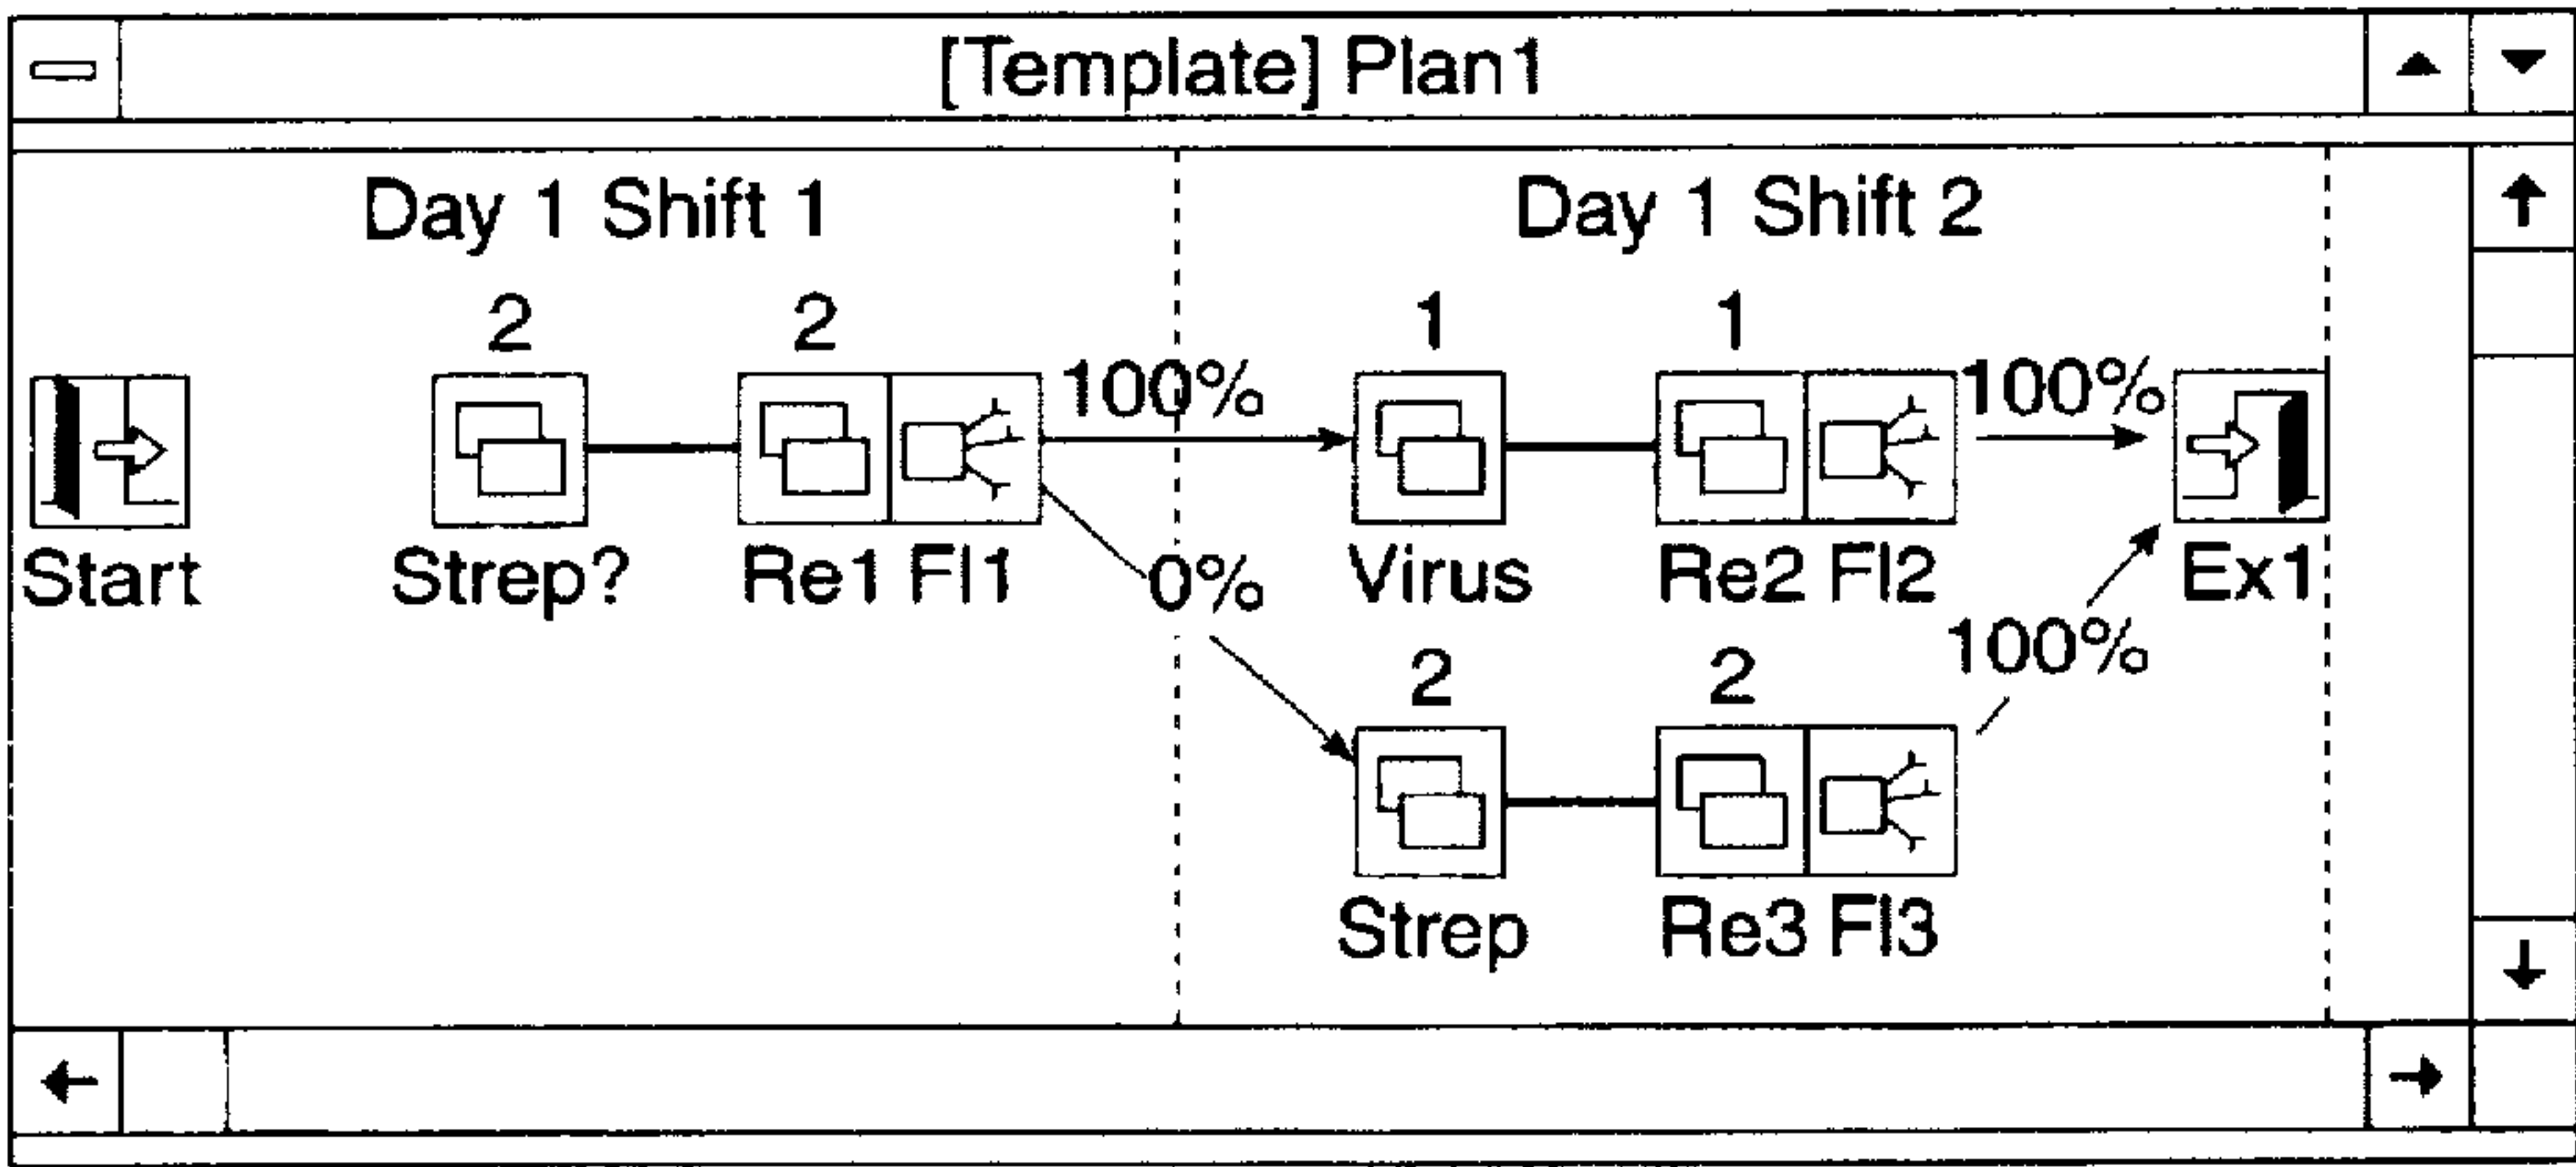 [Template] Plan1
Day 1 Shift 1
Day 1 Shift 2
2 2 1 1
100% 100%
Start Strep? Re1 Fl1 0% Virus Re2 Fl2 Ex1
2 2 100%
Strep Re3 Fl3